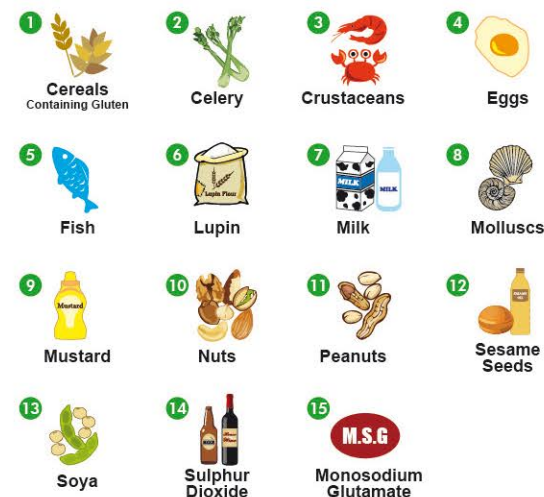 1
Cereals
Containing Gluten
2
Celery
3
Crustaceans
4
Eggs
5
Fish
6
Lupin Flour
Lupin
7
MILK
MILK
Milk
8
Molluscs
9
Mustard
Mustard
10
Nuts
11
Peanuts
12
Sesame
Seeds
13
Soya
14
Sulphur
Dioxide
15
M.S.G
Monosodium
Glutamate